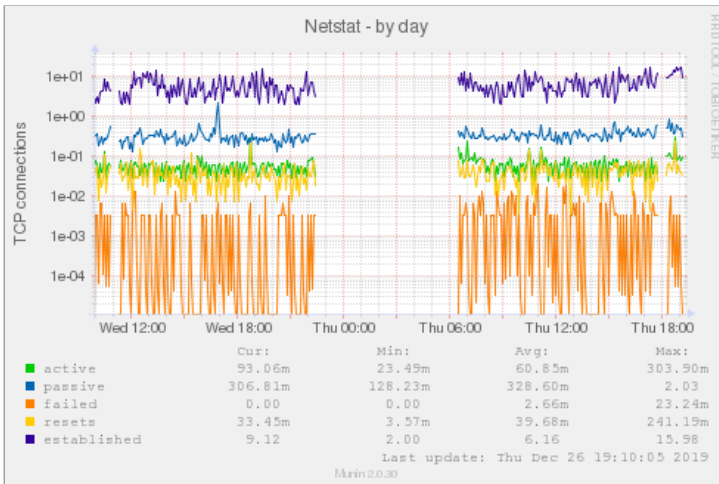 Netstat - by day
RRDTOOL / TOBI OETIKER
TCP connections
1e+01
1e+00
1e-01
1e-02
1e-03
1e-04
Wed 12:00 Wed 18:00 Thu 00:00 Thu 06:00 Thu 12:00 Thu 18:00
Cur: Min: Avg: Max:
active 93.06m 23.49m 60.85m 303.90m
passive 306.81m 128.23m 328.60m 2.03
failed 0.00 0.00 2.66m 23.24m
resets 33.45m 3.57m 39.68m 241.19m
established 9.12 2.00 6.16 15.98
Last update: Thu Dec 26 19:10:05 2019
Munin 2.0.30